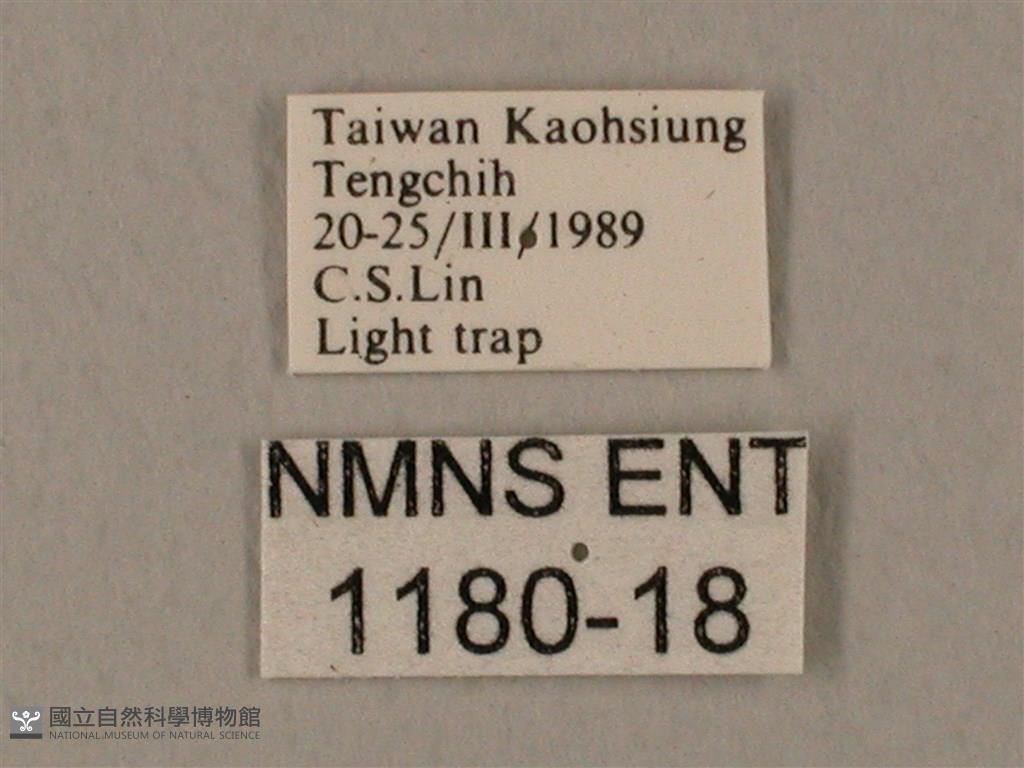 Taiwan Kaohsiung
Tengchih
20-25/III/1989
C.S.Lin
Light trap
NMNS ENT
1180-18
國立自然科學博物館
NATIONAL MUSEUM OF NATURAL SCIENCE